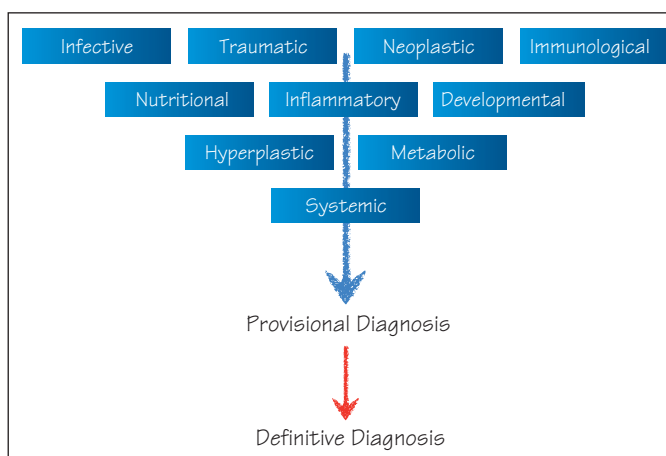 Infective Traumatic Neoplastic Immunological
Nutritional Inflammatory Developmental
Hyperplastic Metabolic
Systemic
Provisional Diagnosis
Definitive Diagnosis